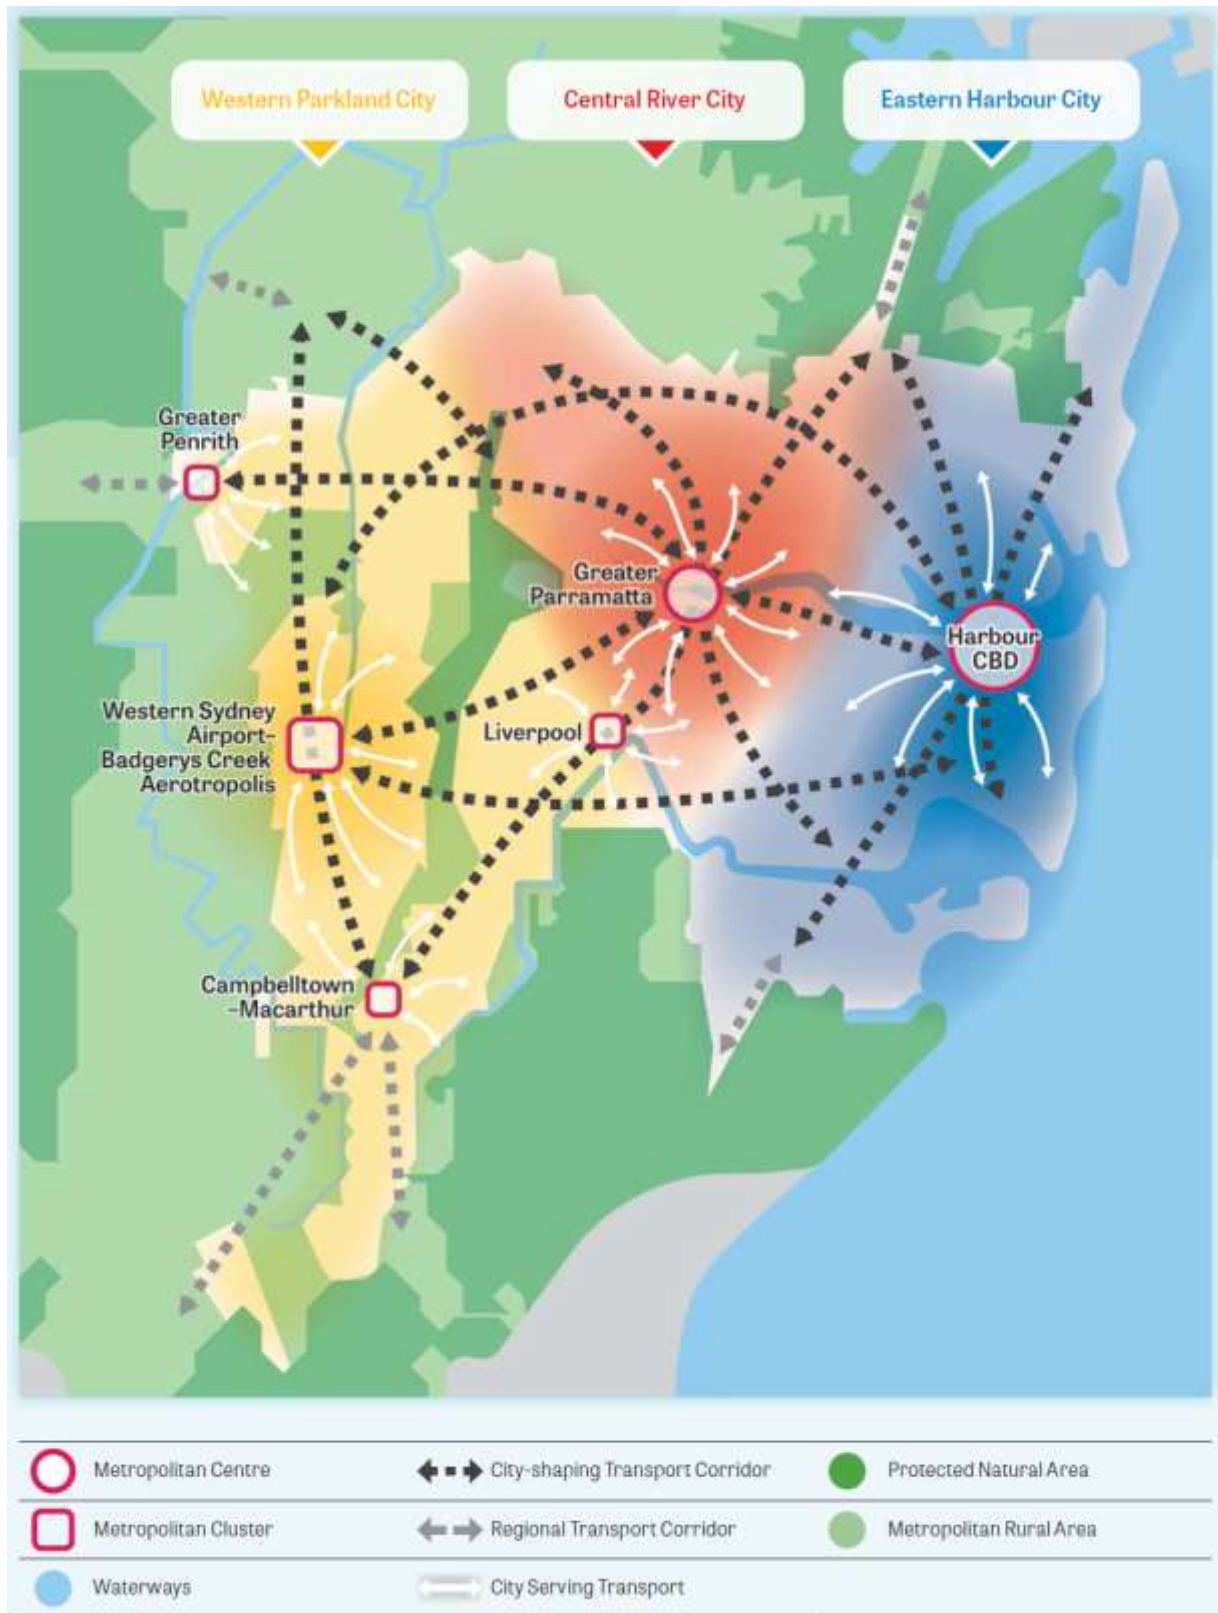 Western Parkland City
Central River City
Eastern Harbour City
Greater
Penrith
Greater
Parramatta
Harbour
CBD
Western Sydney
Airport–
Badgerys Creek
Aerotropolis
Liverpool
Campbelltown
–Macarthur
Metropolitan Centre
City-shaping Transport Corridor
Protected Natural Area
Metropolitan Cluster
Regional Transport Corridor
Metropolitan Rural Area
Waterways
City Serving Transport